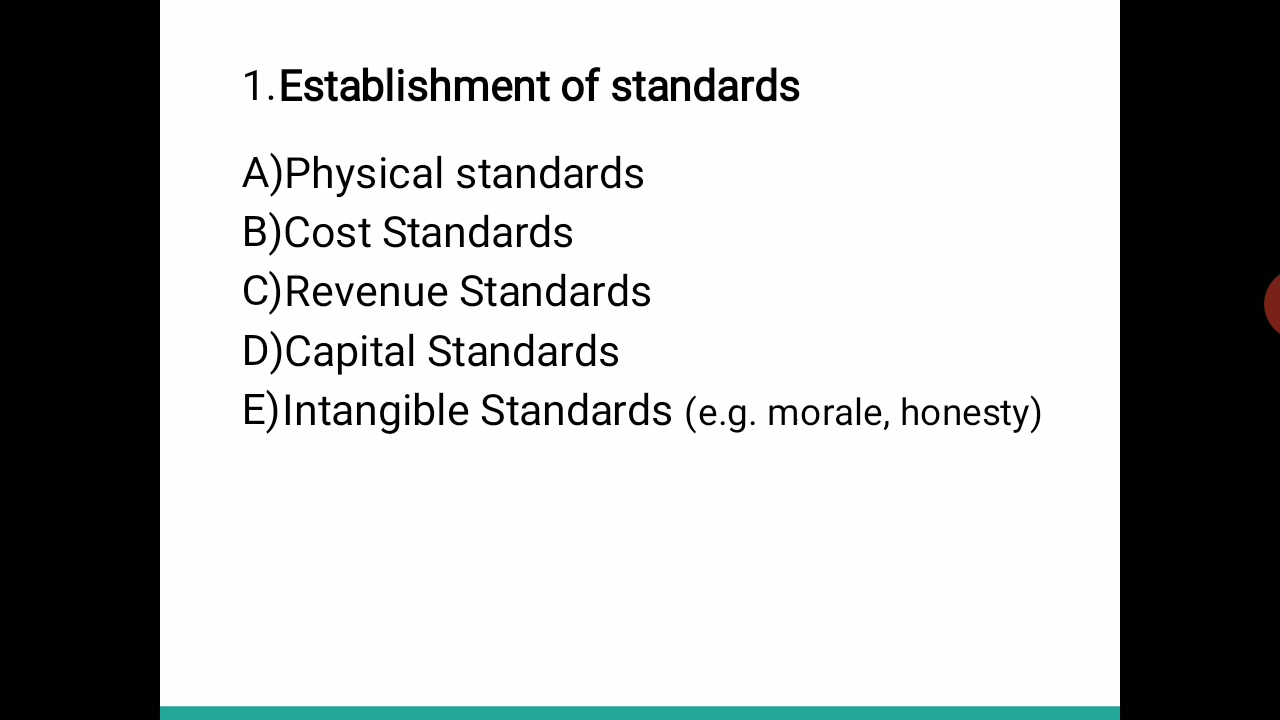 1.Establishment of standards
A)Physical standards
B)Cost Standards
C)Revenue Standards
D)Capital Standards
E)Intangible Standards (e.g. morale, honesty)